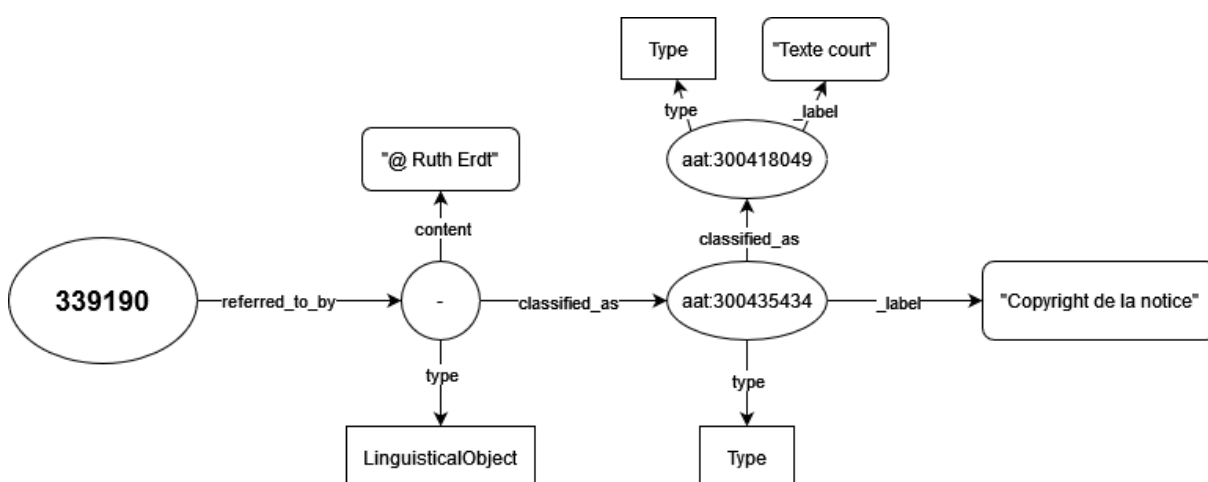 Type
"Texte court"
type
_label
"@ Ruth Erdt"
aat:300418049
content
classified_as
339190
referred_to_by
-
classified_as
aat:300435434
_label
"Copyright de la notice"
type
type
LinguisticalObject
Type